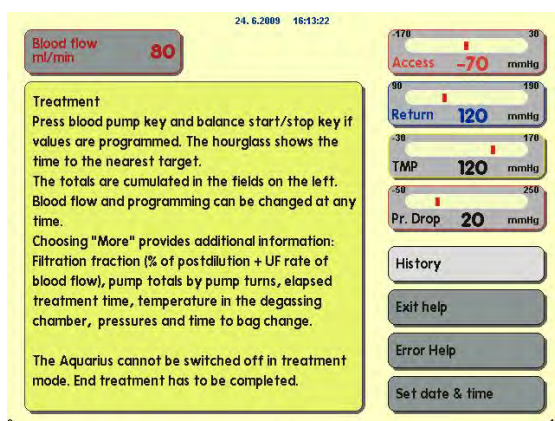 24. 6.2009 16:13:22
Blood flow
ml/min 80
Treatment
Press blood pump key and balance start/stop key if
values are programmed. The hourglass shows the
time to the nearest target.
The totals are cumulated in the fields on the left.
Blood flow and programming can be changed at any
time.
Choosing "More" provides additional information:
Filtration fraction (% of postdilution + UF rate of
blood flow), pump totals by pump turns, elapsed
treatment time, temperature in the degassing
chamber, pressures and time to bag change.
The Aquarius cannot be switched off in treatment
mode. End treatment has to be completed.
-170 30
Access -70 mmHg
90 190
Return 120 mmHg
-30 170
TMP 120 mmHg
-50 250
Pr. Drop 20 mmHg
History
Exit help
Error Help
Set date & time